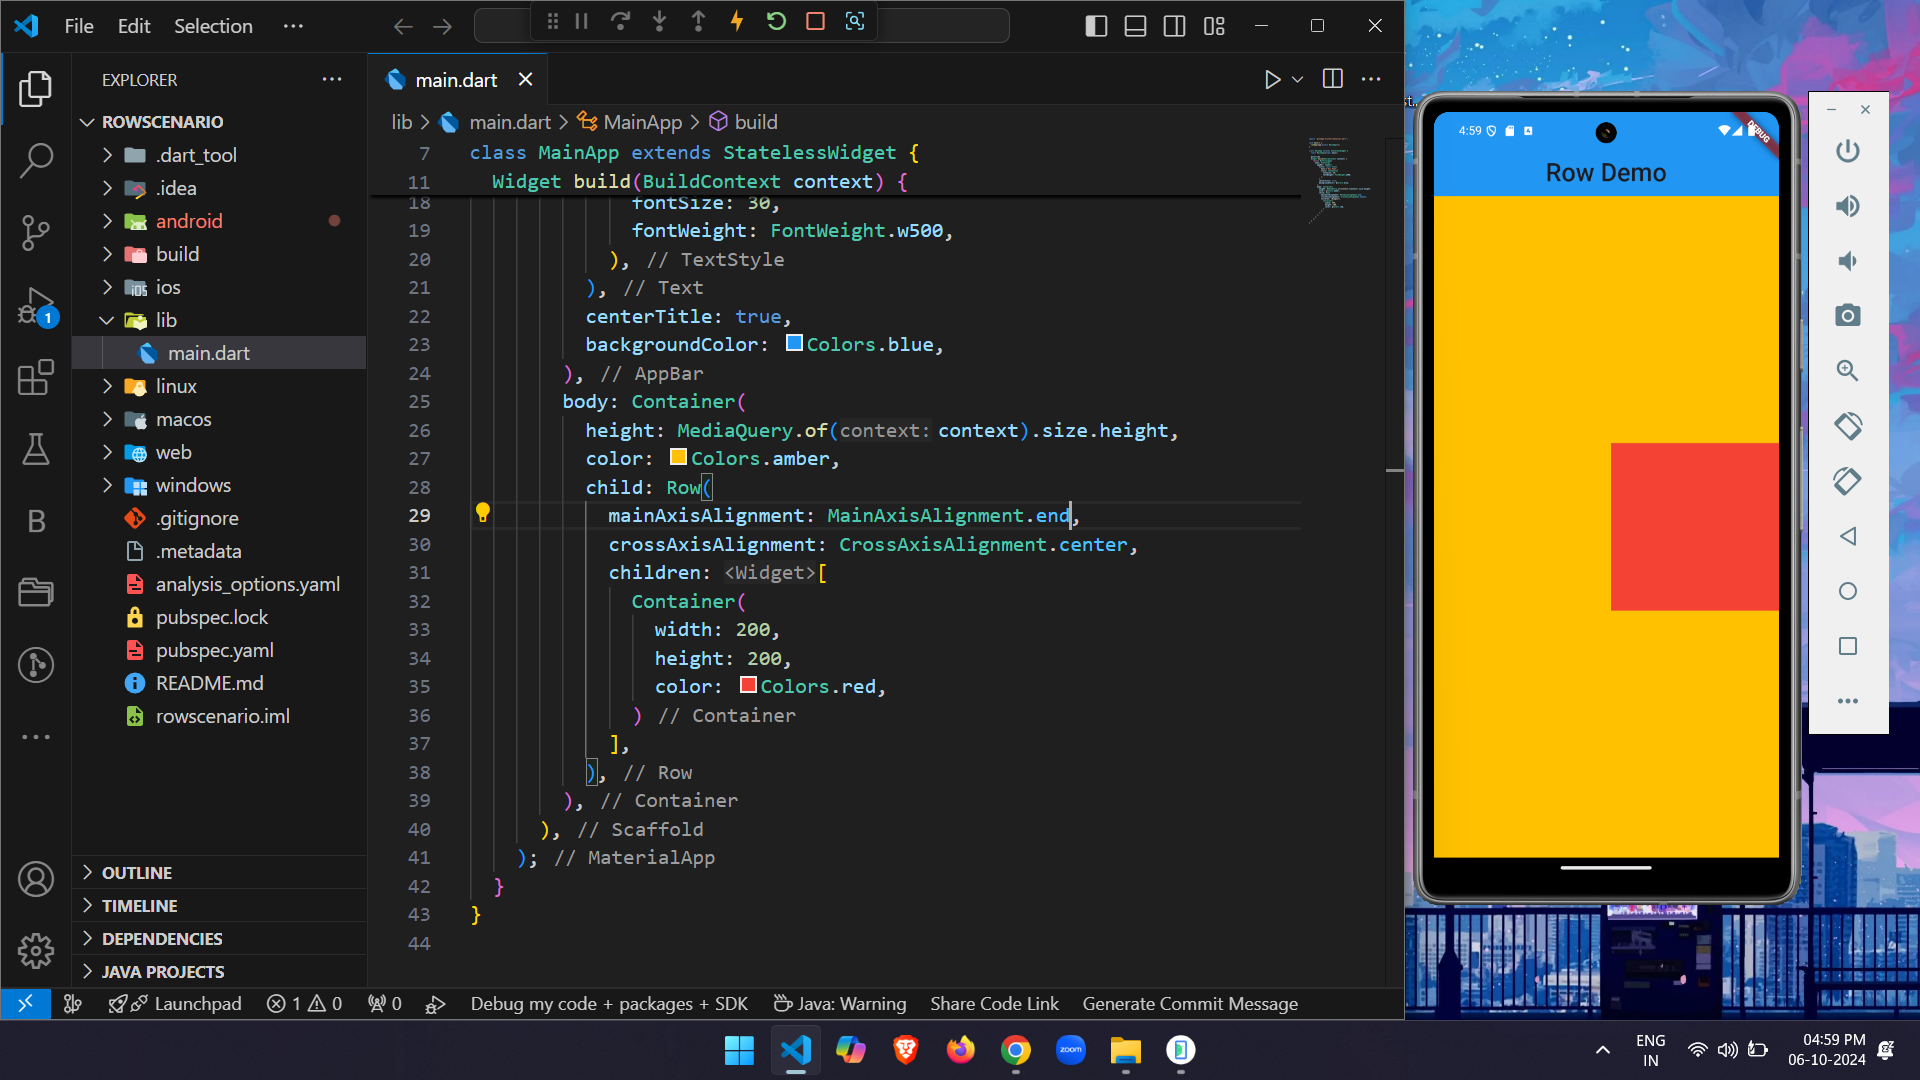 File Edit Selection ···
EXPLORER ···
main.dart
ROWSCENARIO
.dart_tool
.idea
android
build
ios
lib
main.dart
linux
macos
web
windows
.gitignore
.metadata
analysis_options.yaml
pubspec.lock
pubspec.yaml
README.md
rowscenario.iml
OUTLINE
TIMELINE
DEPENDENCIES
JAVA PROJECTS
1
B
lib > main.dart > MainApp > build
7 class MainApp extends StatelessWidget {
11 Widget build(BuildContext context) {
18 fontSize: 30,
19 fontWeight: FontWeight.w500,
20 ), // TextStyle
21 ), // Text
22 centerTitle: true,
23 backgroundColor: Colors.blue,
24 ), // AppBar
25 body: Container(
26 height: MediaQuery.of(context: context).size.height,
27 color: Colors.amber,
28 child: Row(
29 mainAxisAlignment: MainAxisAlignment.end,
30 crossAxisAlignment: CrossAxisAlignment.center,
31 children: <Widget>[
32 Container(
33 width: 200,
34 height: 200,
35 color: Colors.red,
36 ) // Container
37 ],
38 ), // Row
39 ), // Container
40 ), // Scaffold
41 ); // MaterialApp
42 }
43 }
44
Launchpad 1 0 0 Debug my code + packages + SDK Java: Warning Share Code Link Generate Commit Message
4:59
DEBUG
Row Demo
zoom
ENG
IN
04:59 PM
06-10-2024